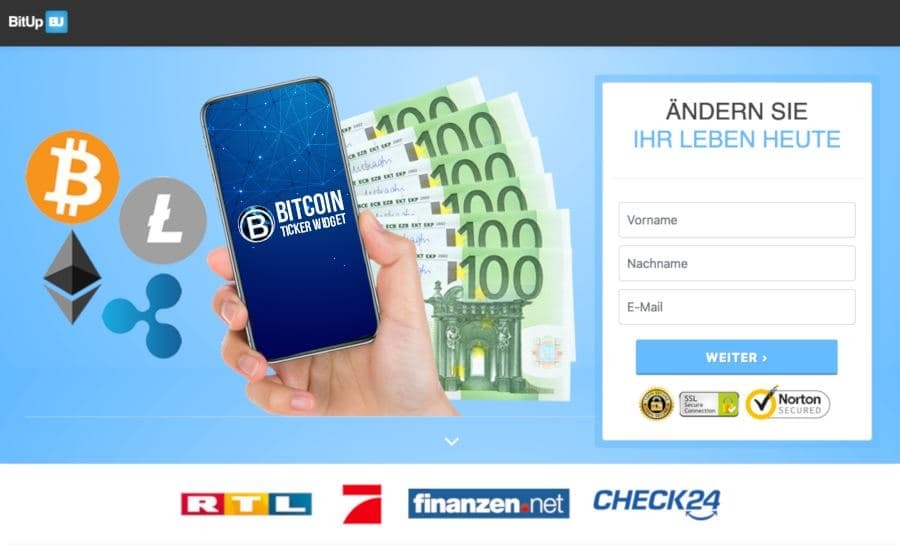 BitUp BU
ÄNDERN SIE
IHR LEBEN HEUTE
BITCOIN
TICKER WIDGET
100
100
100
100
100
100
Vorname
Nachname
E-Mail
WEITER ›
SSL
Secure
Connection
Norton
SECURED
RTL
finanzen.net
CHECK24